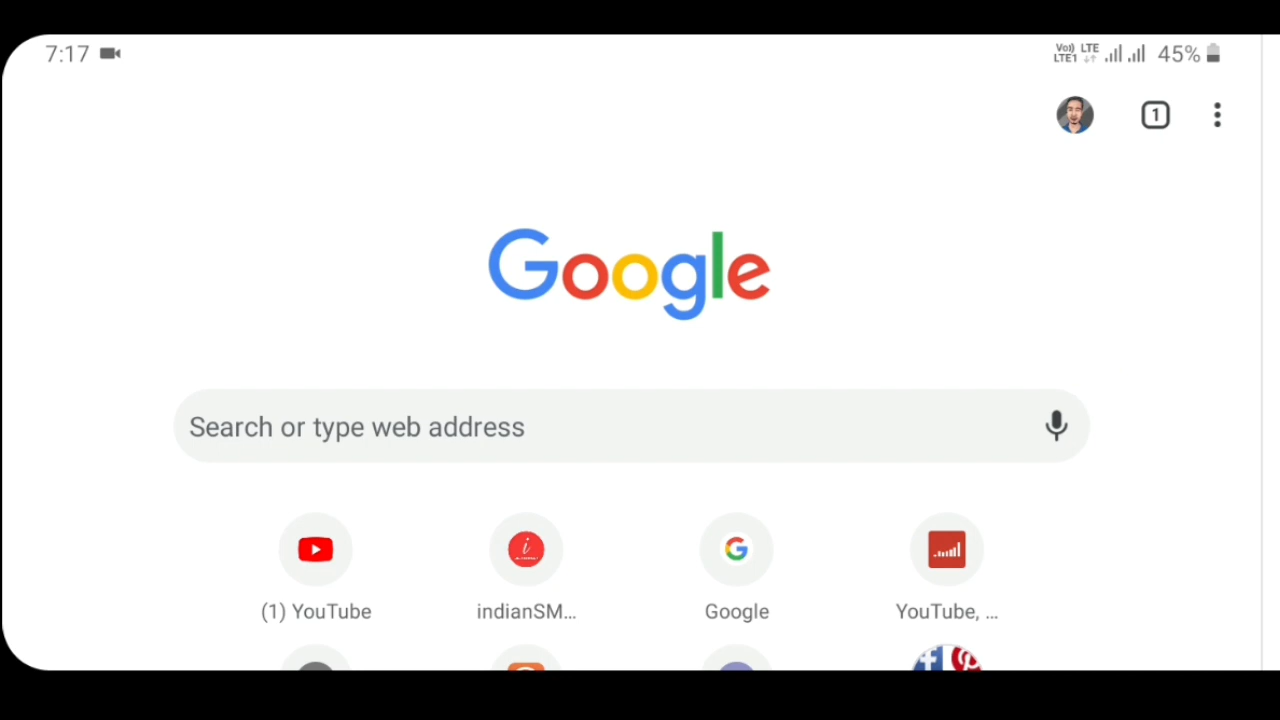 7:17 Vo)) LTE LTE1 45%
1
Google
Search or type web address
(1) YouTube indianSM... Google YouTube, ...